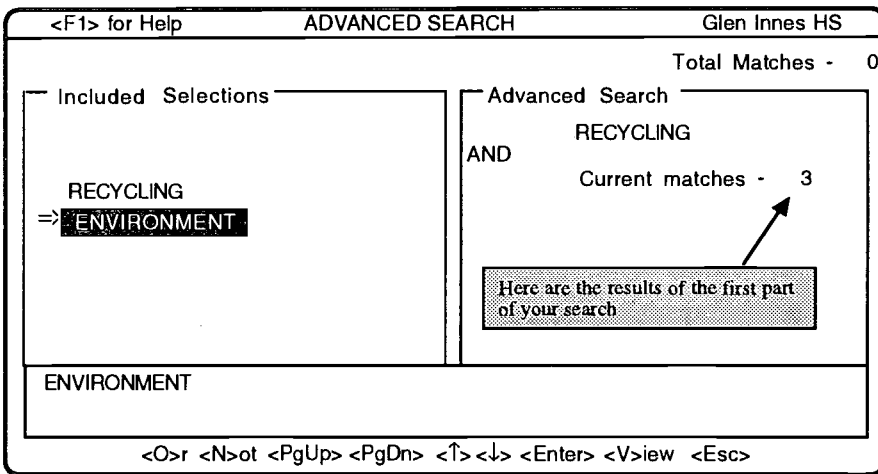 <F1> for Help ADVANCED SEARCH Glen Innes HS
Total Matches - 0
Included Selections
RECYCLING
=> ENVIRONMENT
Advanced Search
RECYCLING
AND
Current matches - 3
Here are the results of the first part
of your search
ENVIRONMENT
<O>r <N>ot <PgUp> <PgDn> <↑> <↓> <Enter> <V>iew <Esc>